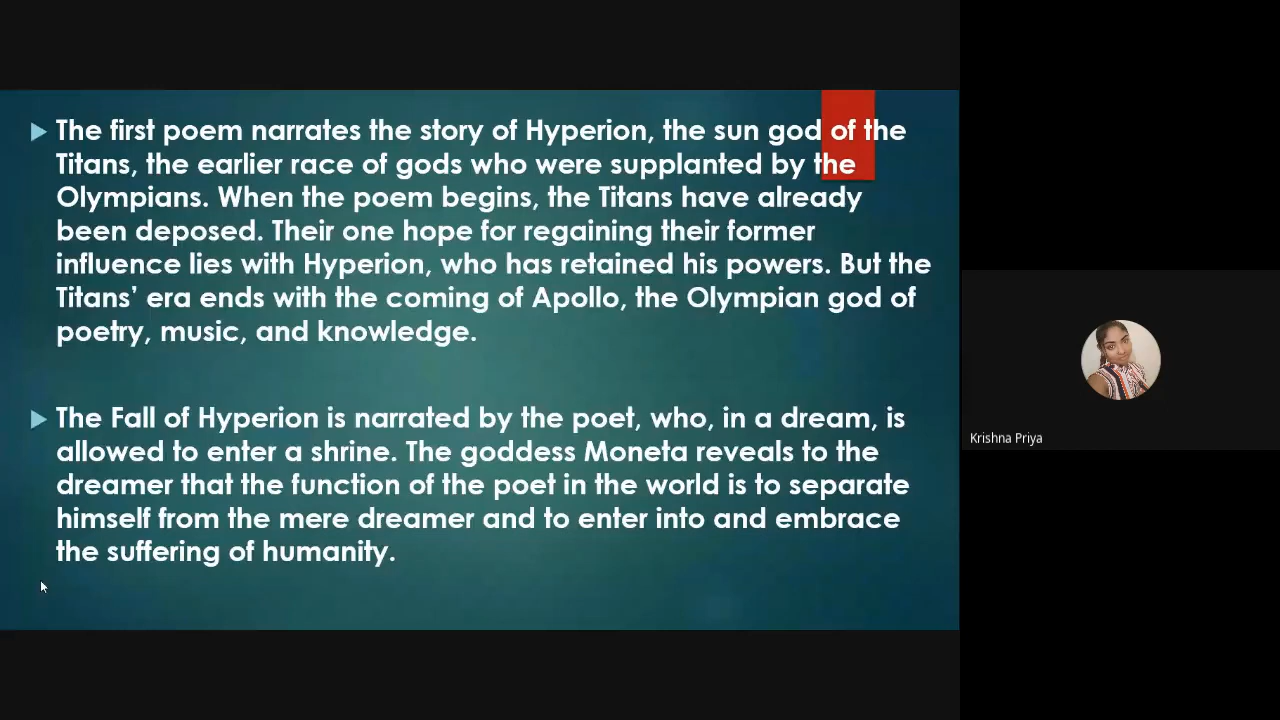 The first poem narrates the story of Hyperion, the sun god of the
Titans, the earlier race of gods who were supplanted by the
Olympians. When the poem begins, the Titans have already
been deposed. Their one hope for regaining their former
influence lies with Hyperion, who has retained his powers. But the
Titans’ era ends with the coming of Apollo, the Olympian god of
poetry, music, and knowledge.
The Fall of Hyperion is narrated by the poet, who, in a dream, is
allowed to enter a shrine. The goddess Moneta reveals to the
dreamer that the function of the poet in the world is to separate
himself from the mere dreamer and to enter into and embrace
the suffering of humanity.
Krishna Priya